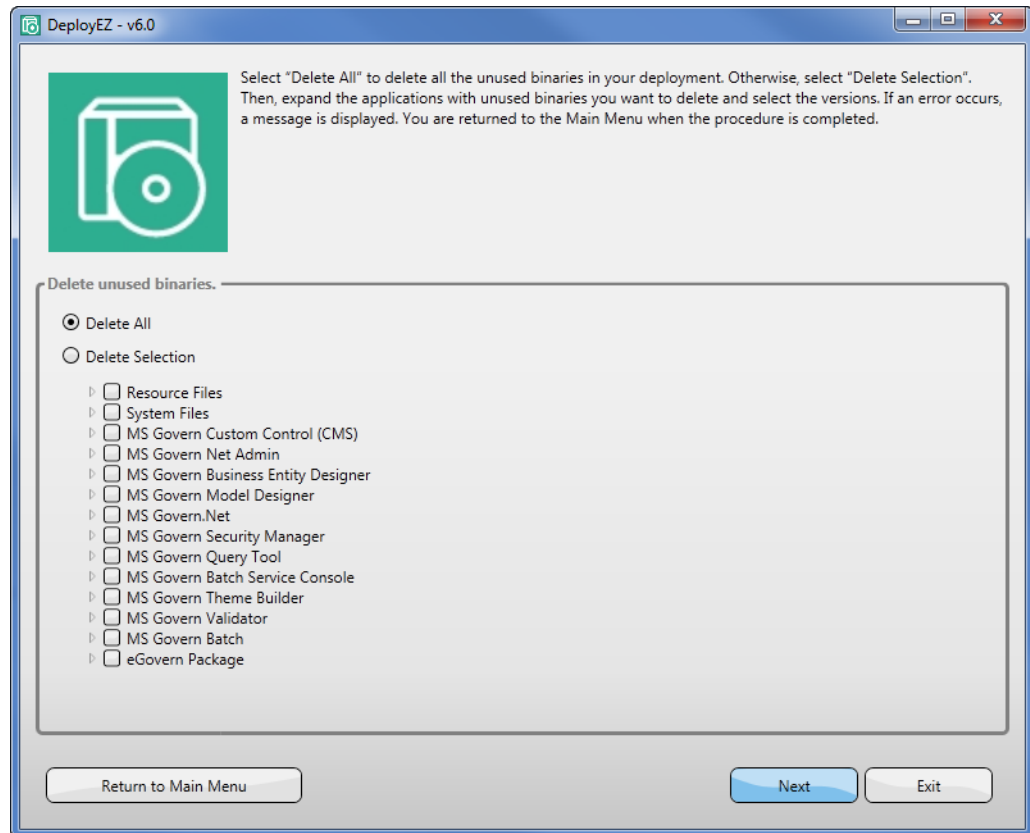 DeployEZ - v6.0
Select "Delete All" to delete all the unused binaries in your deployment. Otherwise, select "Delete Selection".
Then, expand the applications with unused binaries you want to delete and select the versions. If an error occurs,
a message is displayed. You are returned to the Main Menu when the procedure is completed.
Delete unused binaries.
Delete All
Delete Selection
Resource Files
System Files
MS Govern Custom Control (CMS)
MS Govern Net Admin
MS Govern Business Entity Designer
MS Govern Model Designer
MS Govern.Net
MS Govern Security Manager
MS Govern Query Tool
MS Govern Batch Service Console
MS Govern Theme Builder
MS Govern Validator
MS Govern Batch
eGovern Package
Return to Main Menu Next Exit